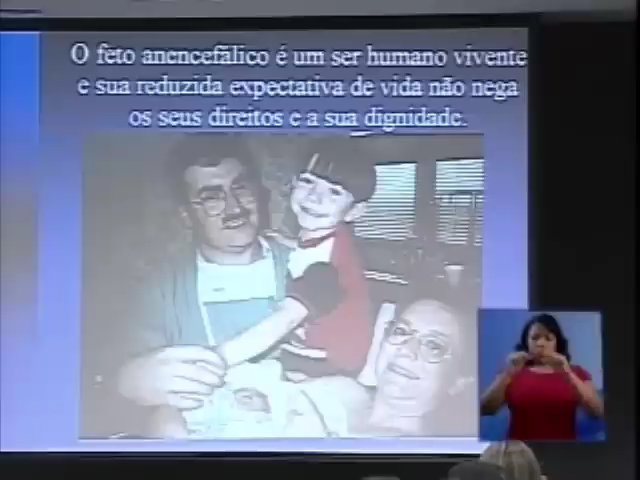 O feto anencefálico é um ser humano vivente
e sua reduzida expectativa de vida não nega
os seus direitos e a sua dignidade.